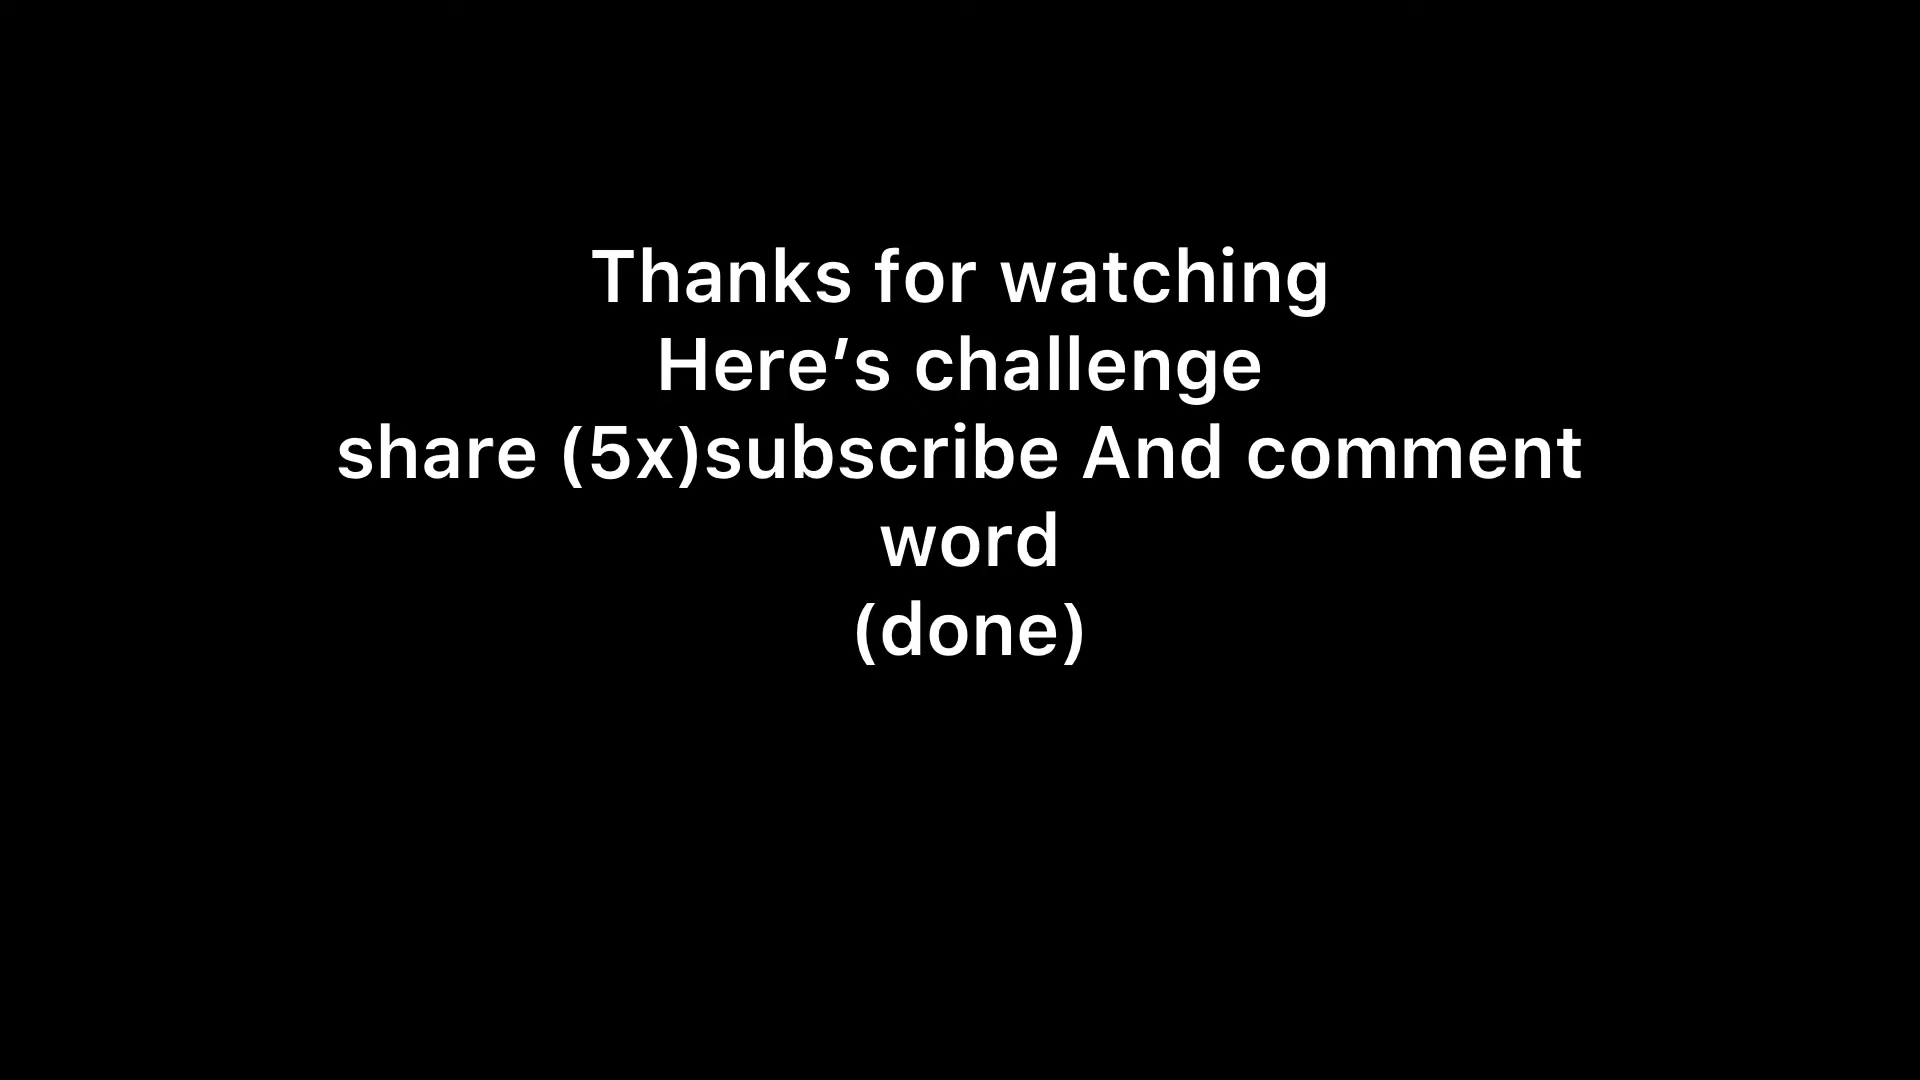 Thanks for watching
Here’s challenge
share (5x)subscribe And comment
word
(done)